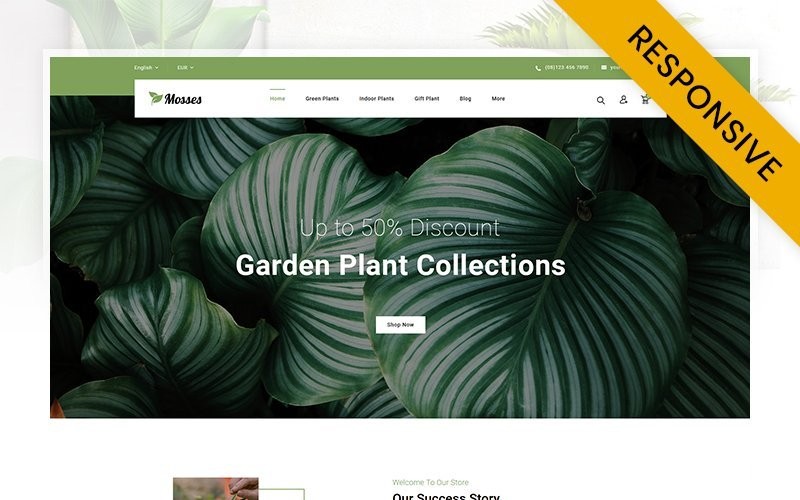 RESPONSIVE
English EUR (08)123 456 7890
Mosses Home Green Plants Indoor Plants Gift Plant Blog More
Up to 50% Discount
Garden Plant Collections
Shop Now
Welcome To Our Store
Our Success Story